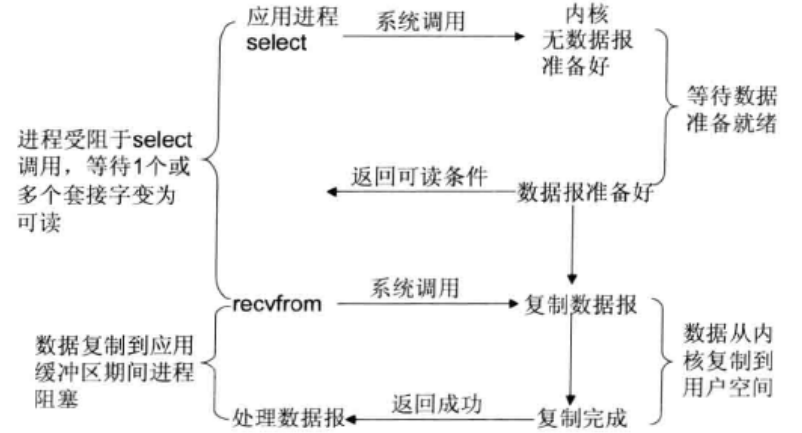 应用进程
select
系统调用
内核
无数据报
准备好
等待数据
准备就绪
进程受阻于select
调用，等待1个或
多个套接字变为
可读
返回可读条件
数据报准备好
recvfrom
系统调用
复制数据报
数据复制到应用
缓冲区期间进程
阻塞
数据从内
核复制到
用户空间
处理数据报
返回成功
复制完成